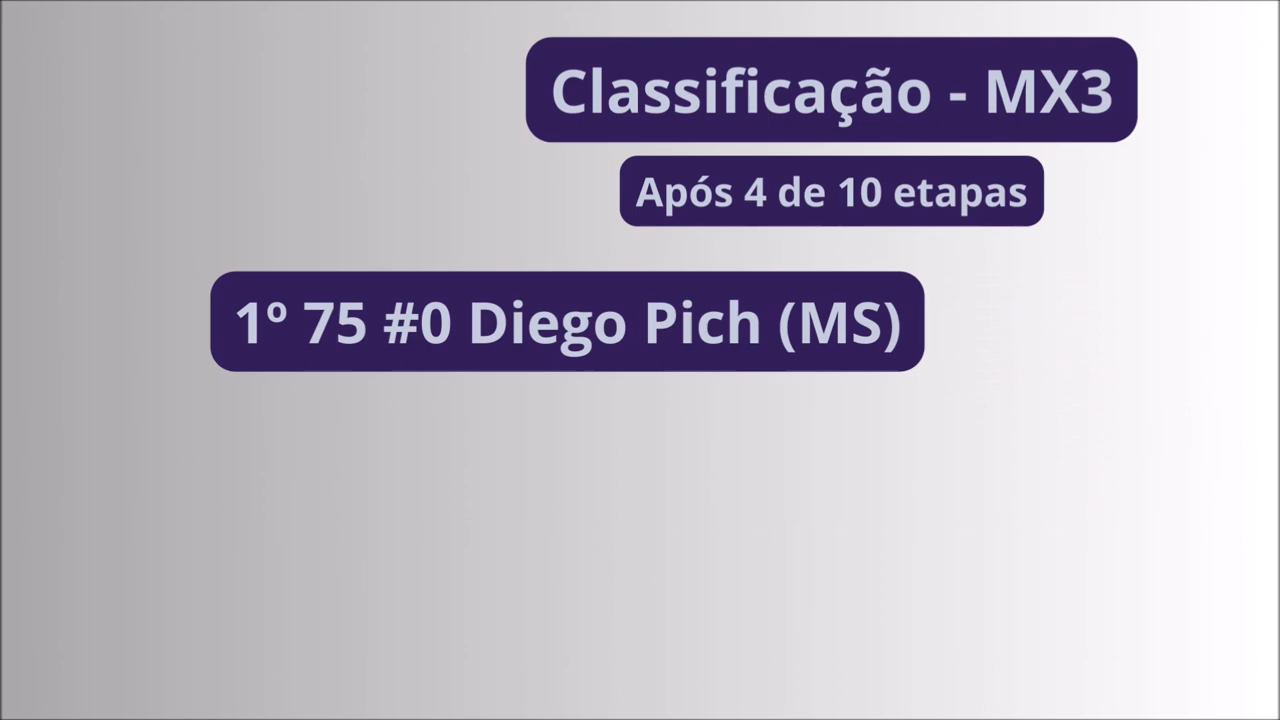 Classificação - MX3
Após 4 de 10 etapas
1º 75 #0 Diego Pich (MS)